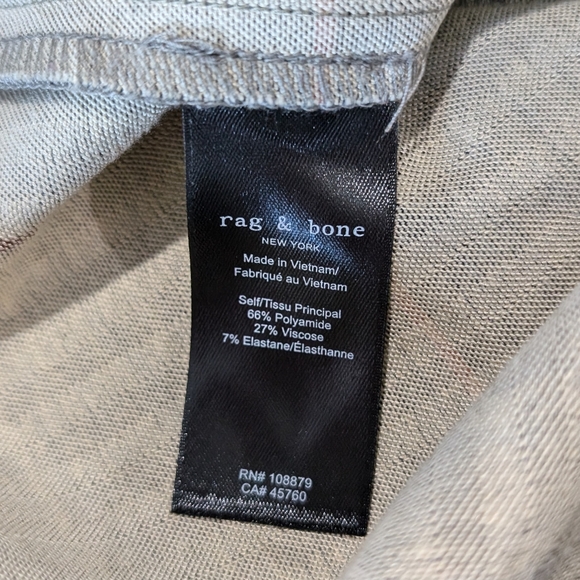 rag & bone
NEW YORK
Made in Vietnam/
Fabriqué au Vietnam
Self/Tissu Principal
66% Polyamide
27% Viscose
7% Elastane/Élasthanne
RN# 108879
CA# 45760